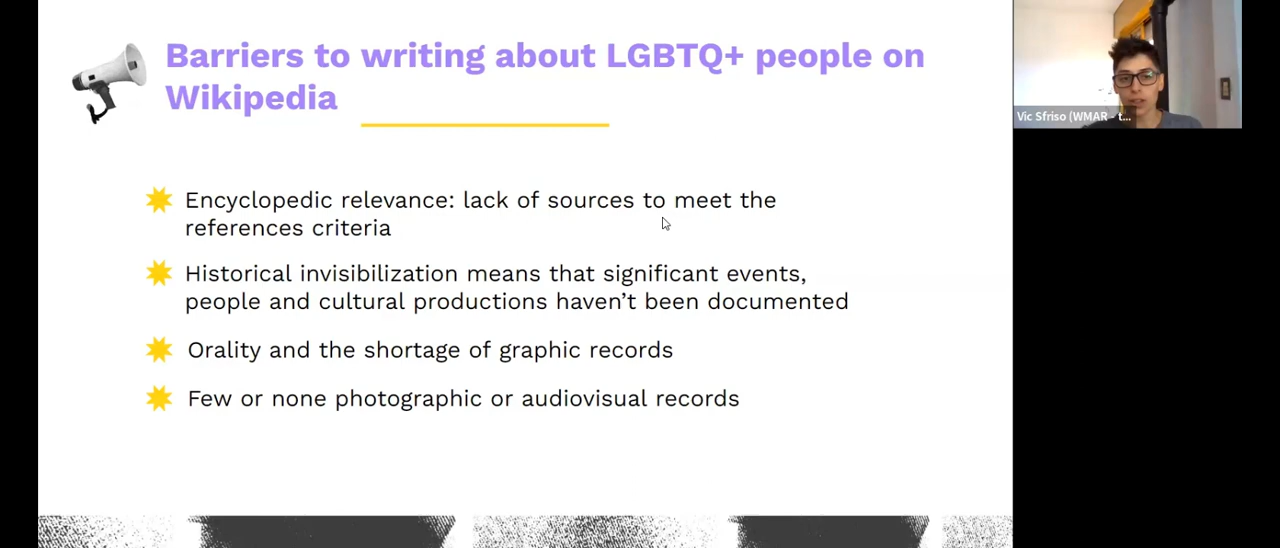 Barriers to writing about LGBTQ+ people on
Wikipedia
Encyclopedic relevance: lack of sources to meet the
references criteria
Historical invisibilization means that significant events,
people and cultural productions haven’t been documented
Orality and the shortage of graphic records
Few or none photographic or audiovisual records
Vic Sfriso (WMAR - t...